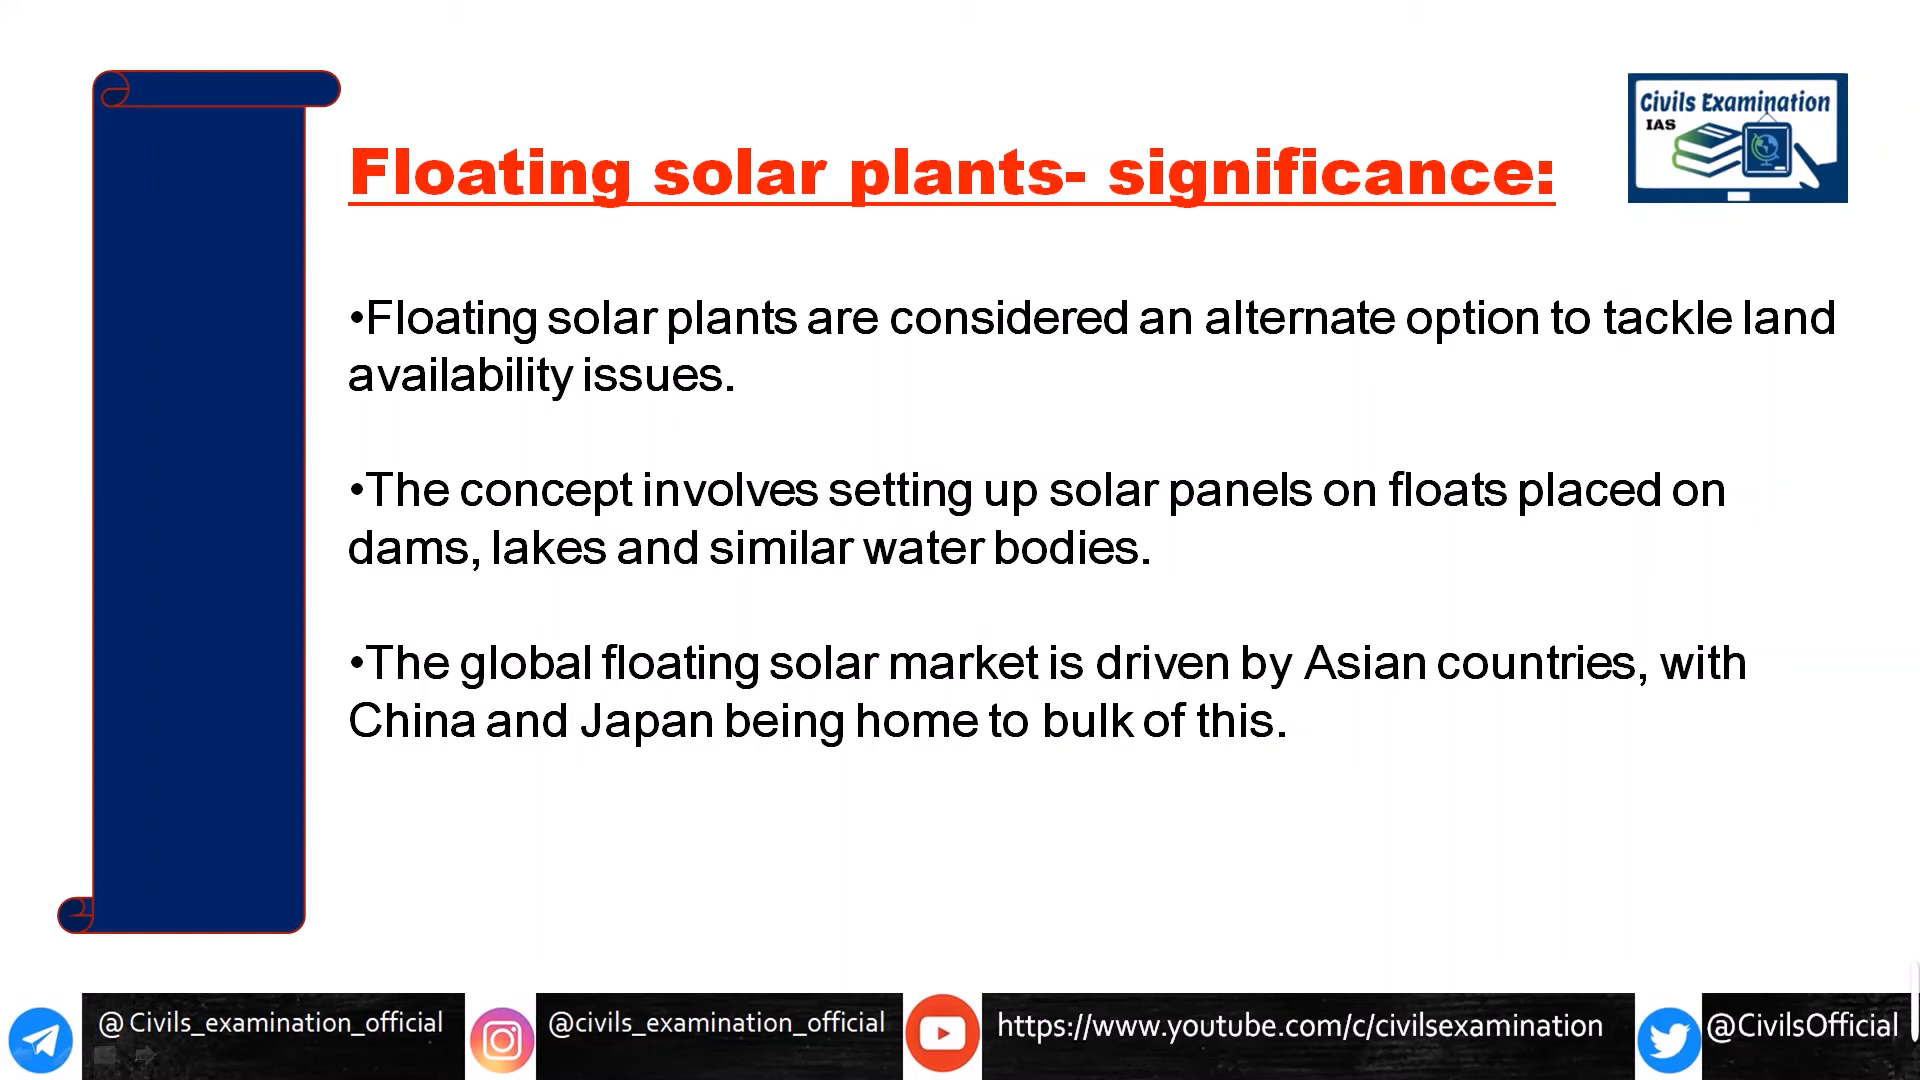 Civils Examination
IAS
Floating solar plants- significance:
•Floating solar plants are considered an alternate option to tackle land
availability issues.
•The concept involves setting up solar panels on floats placed on
dams, lakes and similar water bodies.
•The global floating solar market is driven by Asian countries, with
China and Japan being home to bulk of this.
@ Civils_examination_official
@civils_examination_official
https://www.youtube.com/c/civilsexamination
@CivilsOfficial